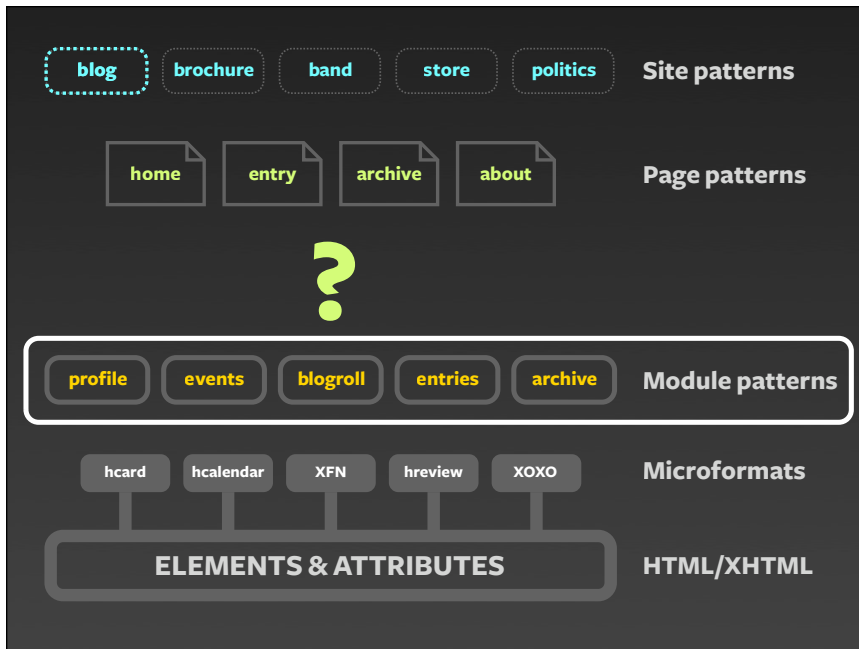 blog brochure band store politics Site patterns
home entry archive about Page patterns
?
profile events blogroll entries archive Module patterns
hcard hcalendar XFN hreview XOXO Microformats
ELEMENTS & ATTRIBUTES HTML/XHTML